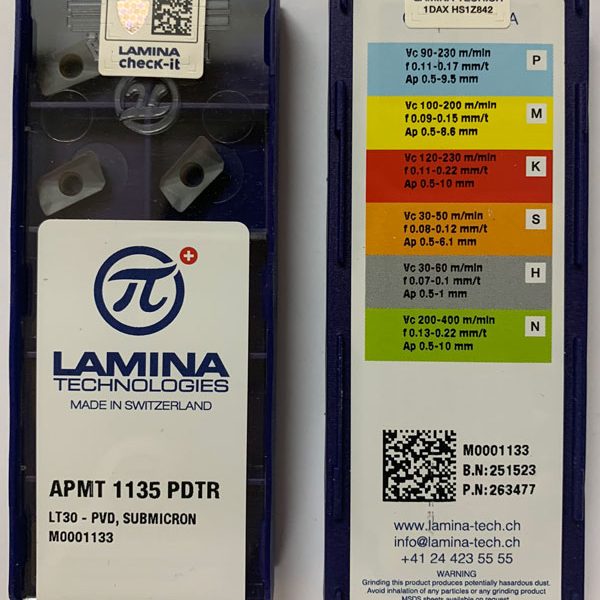 LAMINA
checK-it
LAMINA
TECHNOLOGIES
MADE IN SWITZERLAND
APMT 1135 PDTR
LT30 - PVD, SUBMICRON
M0001133
1DAX HS1Z842
Vc 90-230 m/min
f 0.11-0.17 mm/t
Ap 0.5-9.5 mm
P
Vc 100-200 m/min
f 0.09-0.15 mm/t
Ap 0.5-8.6 mm
M
Vc 120-230 m/min
f 0.11-0.22 mm/t
Ap 0.5-10 mm
K
Vc 30-50 m/min
f 0.08-0.12 mm/t
Ap 0.5-6.1 mm
S
Vc 30-60 m/min
f 0.07-0.1 mm/t
Ap 0.5-1 mm
H
Vc 200-400 m/min
f 0.13-0.22 mm/t
Ap 0.5-10 mm
N
M0001133
B.N:251523
P.N:263477
www.lamina-tech.ch
info@lamina-tech.ch
+41 24 423 55 55
WARNING
Grinding this product produces potentially hazardous dust.
Avoid inhalation of any particles or any grinding product
MSDS sheets available on request